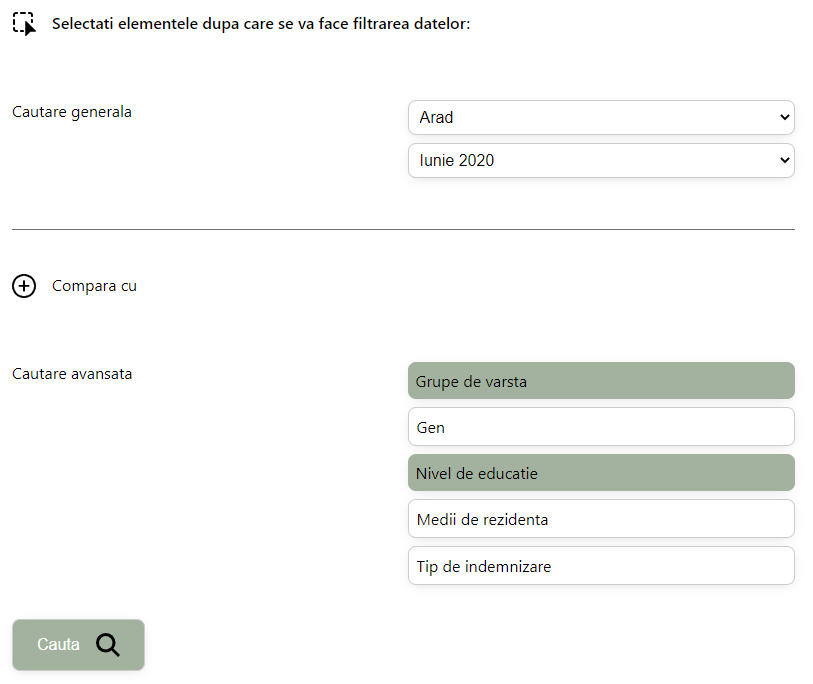 Selectati elementele dupa care se va face filtrarea datelor:
Cautare generala
Arad
Iunie 2020
Compara cu
Cautare avansata
Grupe de varsta
Gen
Nivel de educatie
Medii de rezidenta
Tip de indemnizare
Cauta